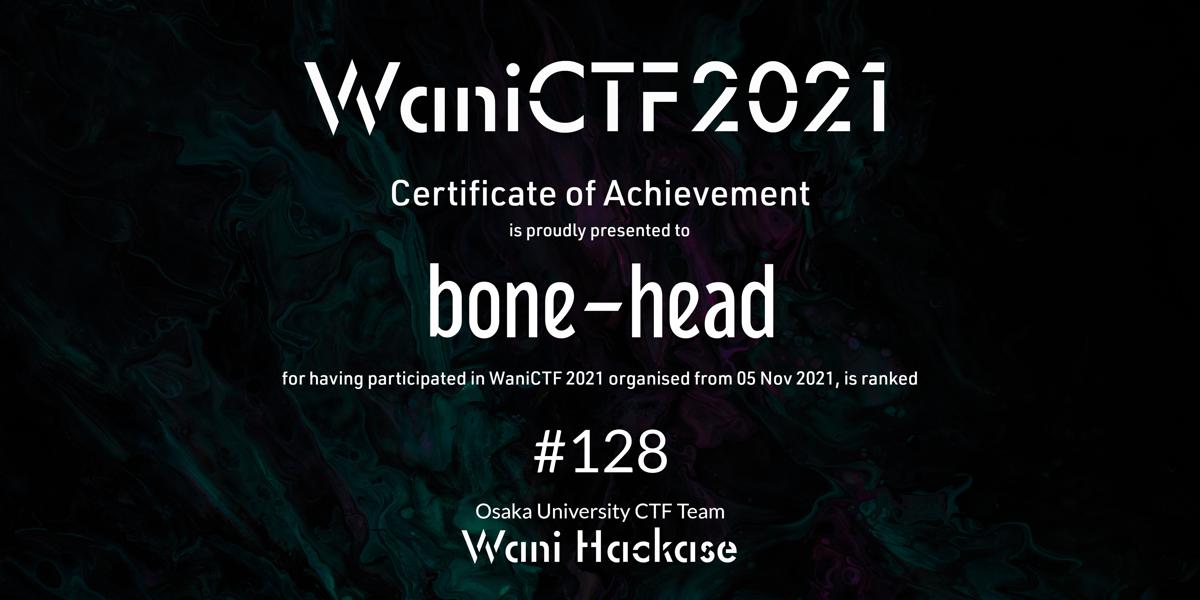 WaniCTF2021
Certificate of Achievement
is proudly presented to
bone-head
for having participated in WaniCTF 2021 organised from 05 Nov 2021, is ranked
#128
Osaka University CTF Team
Wani Hackase